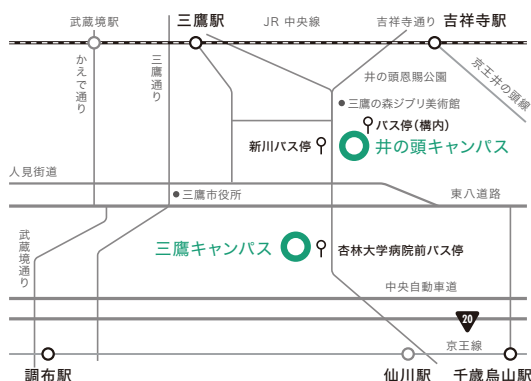 武蔵境駅
三鷹駅
JR 中央線
吉祥寺通り
吉祥寺駅
かえで通り
三鷹通り
井の頭恩賜公園
京王井の頭線
三鷹の森ジブリ美術館
バス停(構内)
新川バス停
井の頭キャンパス
人見街道
三鷹市役所
東八道路
武蔵境通り
三鷹キャンパス
杏林大学病院前バス停
中央自動車道
20
京王線
調布駅
仙川駅
千歳烏山駅